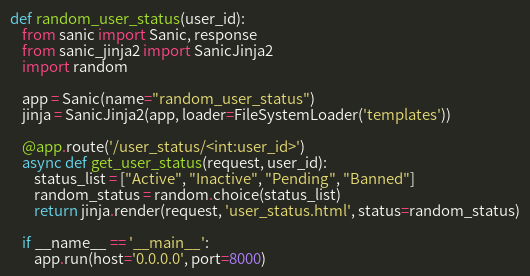 def random_user_status(user_id):
    from sanic import Sanic, response
    from sanic_jinja2 import SanicJinja2
    import random

    app = Sanic(name="random_user_status")
    jinja = SanicJinja2(app, loader=FileSystemLoader('templates'))

    @app.route('/user_status/<int:user_id>')
    async def get_user_status(request, user_id):
        status_list = ["Active", "Inactive", "Pending", "Banned"]
        random_status = random.choice(status_list)
        return jinja.render(request, 'user_status.html', status=random_status)

    if __name__ == '__main__':
        app.run(host='0.0.0.0', port=8000)